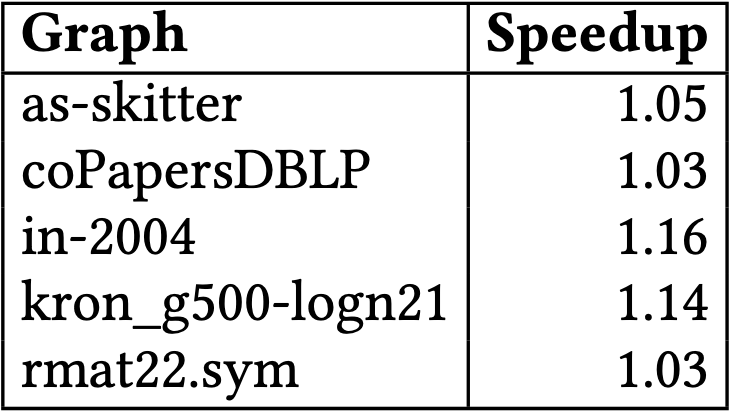 Graph Speedup
as-skitter 1.05
coPapersDBLP 1.03
in-2004 1.16
kron_g500-logn21 1.14
rmat22.sym 1.03